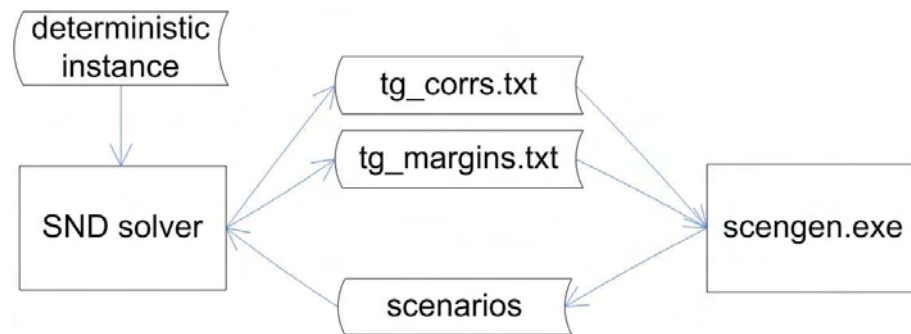 deterministic
instance
tg_corrs.txt
tg_margins.txt
SND solver
scengen.exe
scenarios